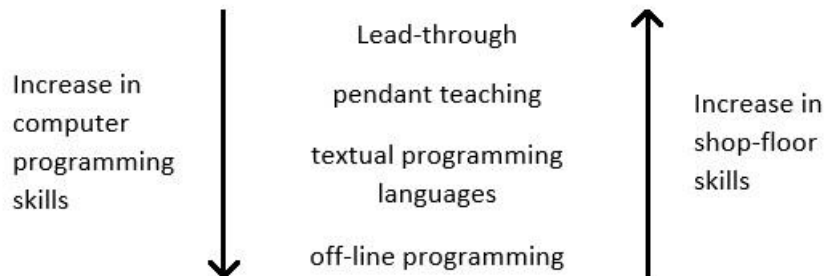 Increase in
computer
programming
skills
Lead-through
pendant teaching
textual programming
languages
off-line programming
Increase in
shop-floor
skills